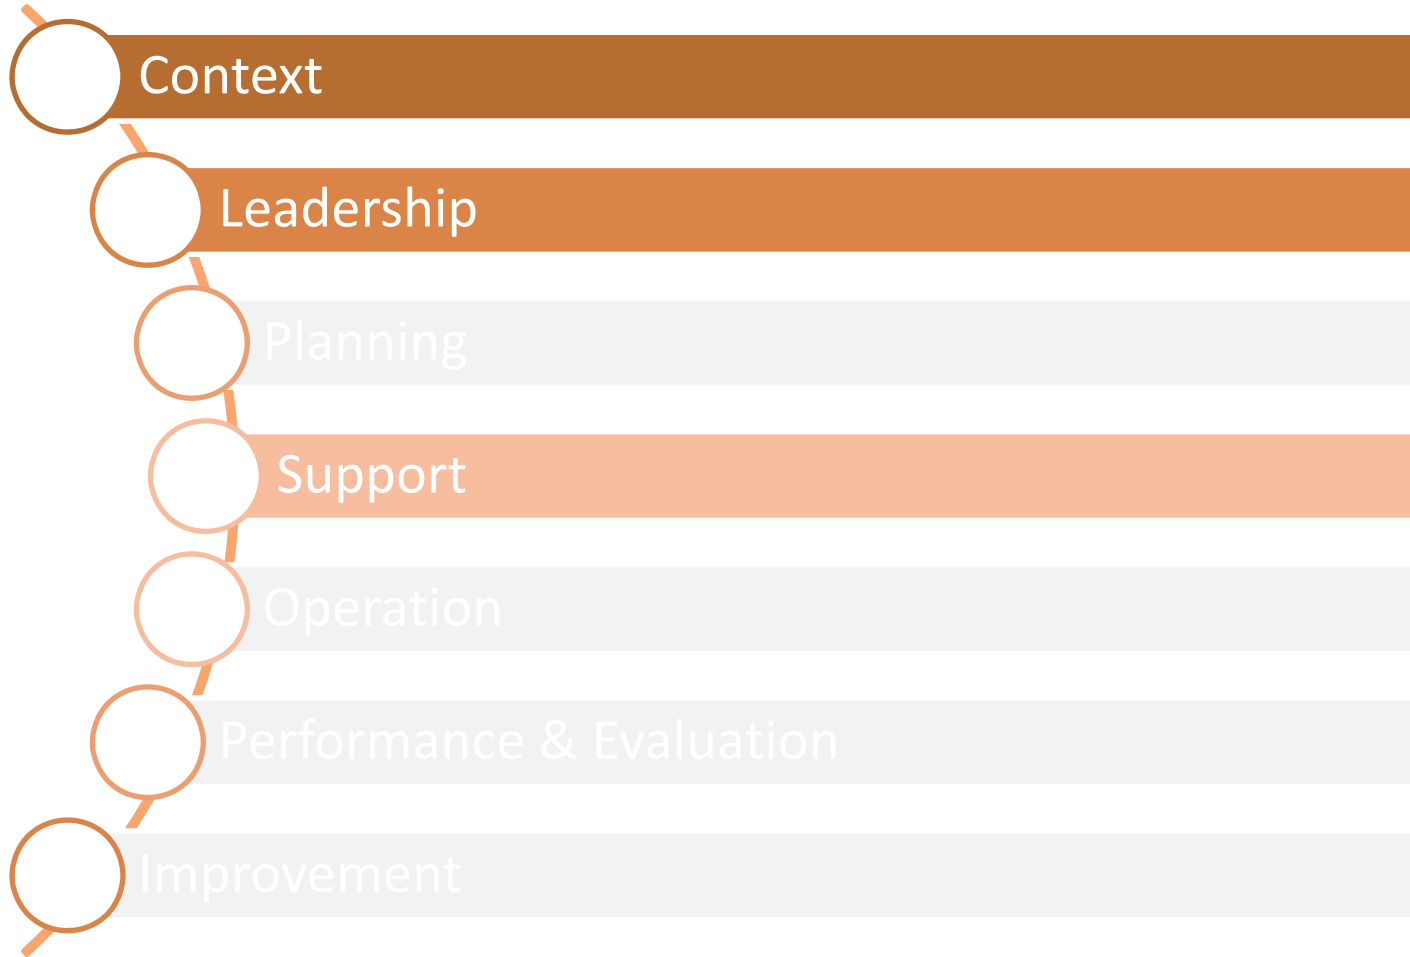 Context
Leadership
Planning
Support
Operation
Performance & Evaluation
Improvement